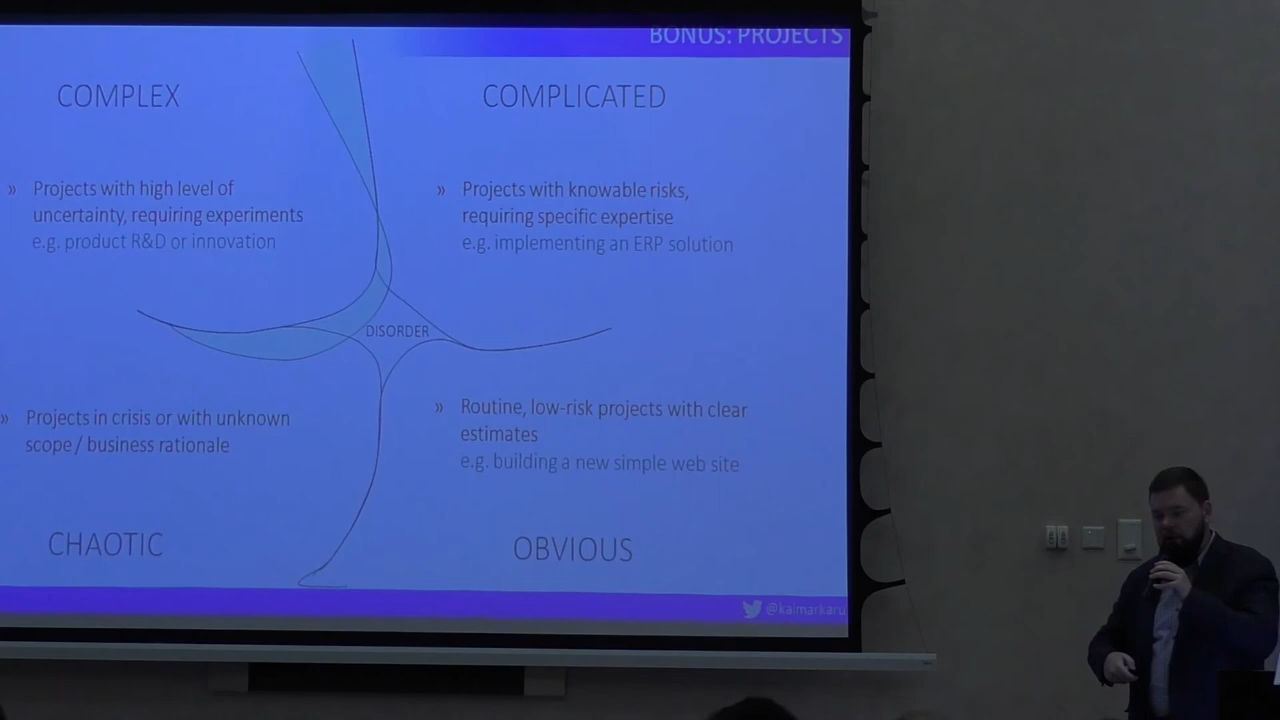 BONUS: PROJECTS
COMPLEX
» Projects with high level of
uncertainty, requiring experiments
e.g. product R&D or innovation
COMPLICATED
» Projects with knowable risks,
requiring specific expertise
e.g. implementing an ERP solution
DISORDER
» Projects in crisis or with unknown
scope / business rationale
CHAOTIC
» Routine, low-risk projects with clear
estimates
e.g. building a new simple web site
OBVIOUS
@kaimarkaru